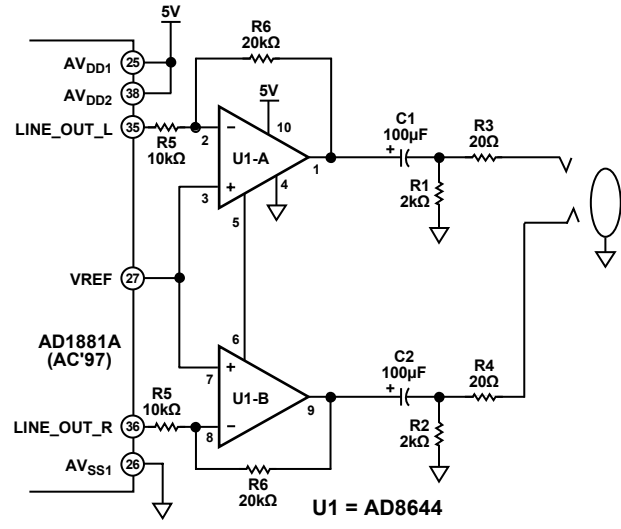 5V
R6
20kΩ
AVDD1
25
AVDD2
38
5V
10
LINE_OUT_L
35
R5
10kΩ
2
−
U1-A
1
+
3
4
5
C1
100µF
+
R3
20Ω
R1
2kΩ
VREF
27
AD1881A
(AC'97)
6
7
+
U1-B
9
−
8
C2
100µF
+
R4
20Ω
R5
10kΩ
LINE_OUT_R
36
R2
2kΩ
AVSS1
26
R6
20kΩ
U1 = AD8644